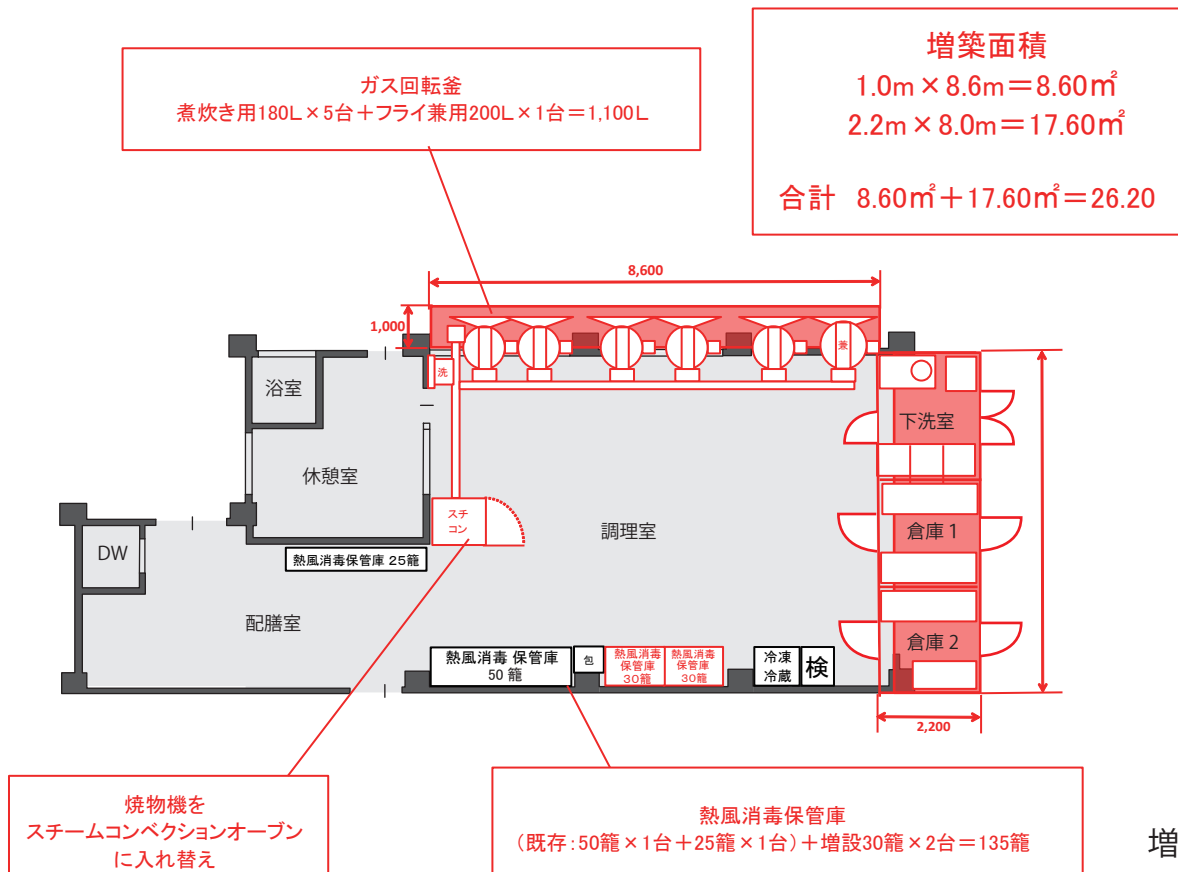 増築面積
1.0m×8.6m=8.60㎡
2.2m×8.0m=17.60㎡
合計 8.60㎡+17.60㎡=26.20
ガス回転釜
煮炊き用180L×5台+フライ兼用200L×1台=1,100L
8,600
1,000
兼
洗
浴室
下洗室
休憩室
スチ
コン
調理室
倉庫 1
DW
熱風消毒保管庫 25籠
配膳室
倉庫 2
熱風消毒 保管庫
50 籠
包
熱風消毒
保管庫
30籠
熱風消毒
保管庫
30籠
冷凍
冷蔵
検
2,200
焼物機を
スチームコンベクションオーブン
に入れ替え
熱風消毒保管庫
(既存:50籠×1台+25籠×1台)+増設30籠×2台=135籠
増